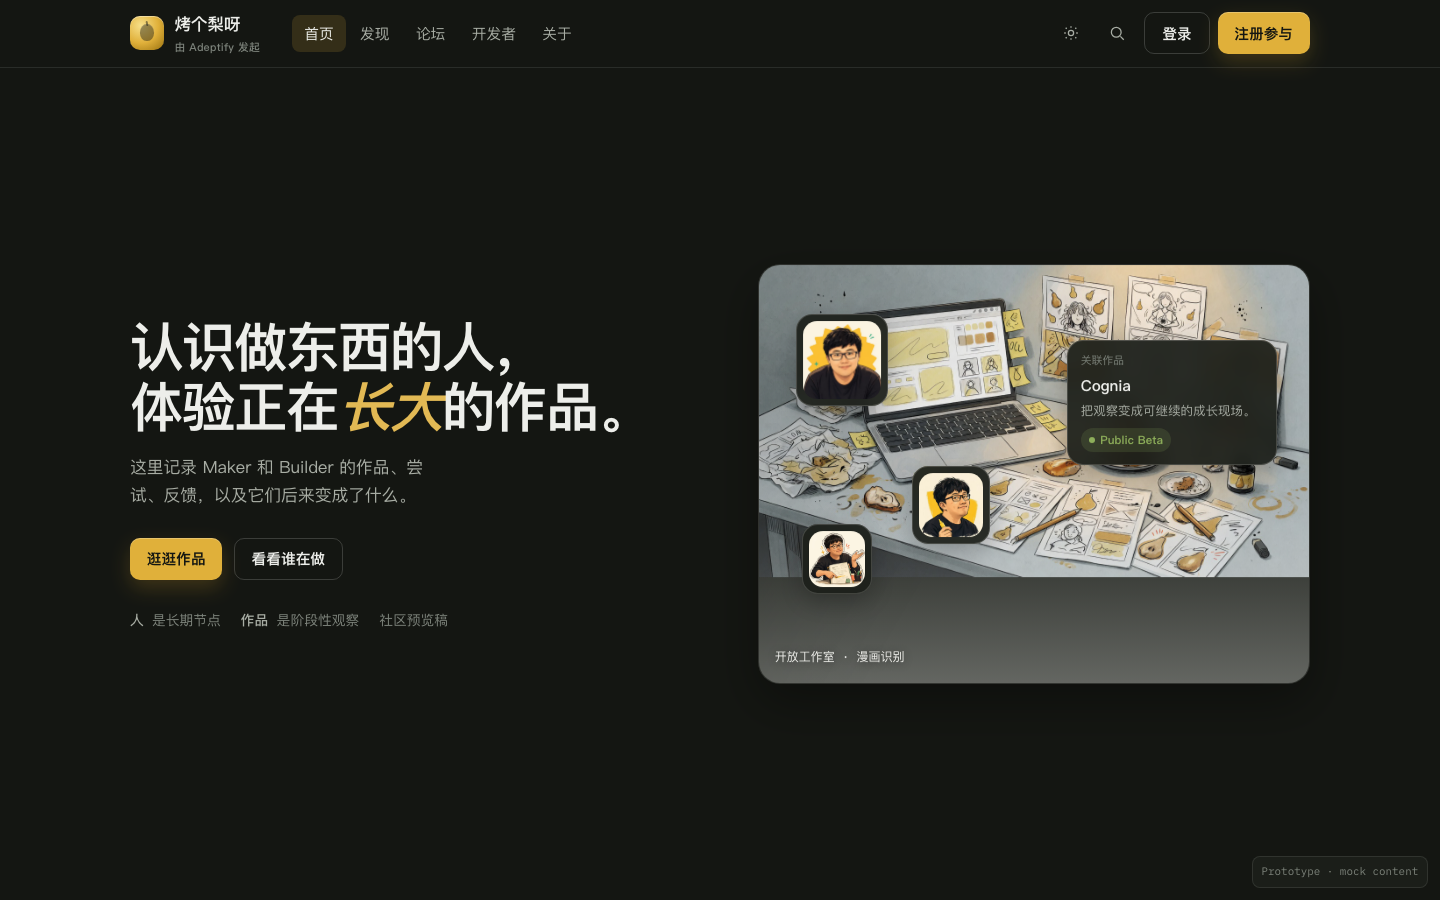 烤个梨呀
由 Adeptify 发起
首页
发现
论坛
开发者
关于
登录
注册参与
认识做东西的人，
体验正在长大的作品。
这里记录 Maker 和 Builder 的作品、尝
试、反馈，以及它们后来变成了什么。
逛逛作品
看看谁在做
人 是长期节点 作品 是阶段性观察 社区预览稿
关联作品
Cognia
把观察变成可继续的成长现场。
Public Beta
开放工作室 · 漫画识别
Prototype · mock content